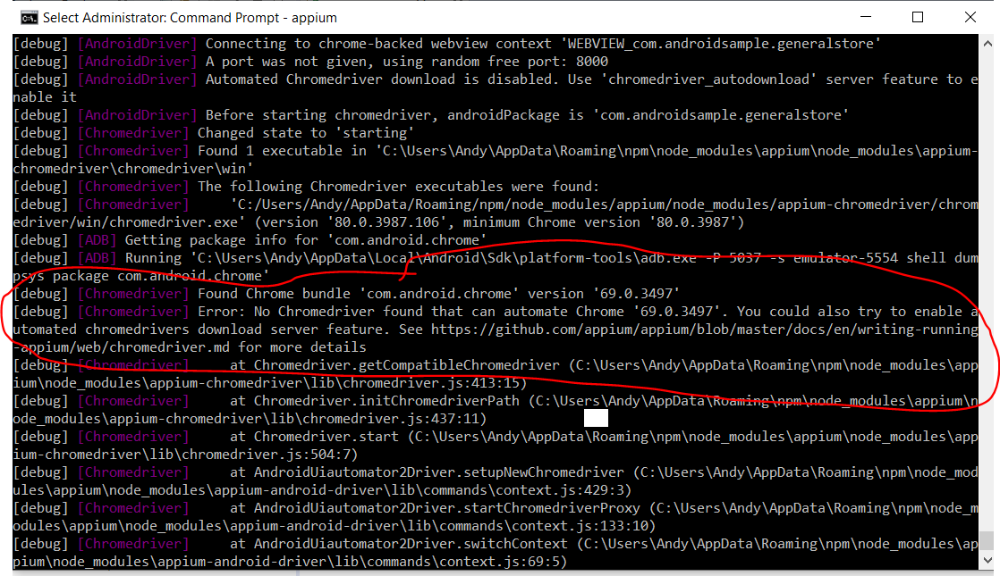 Select Administrator: Command Prompt - appium
[debug] [AndroidDriver] Connecting to chrome-backed webview context 'WEBVIEW_com.androidsample.generalstore'
[debug] [AndroidDriver] A port was not given, using random free port: 8000
[debug] [AndroidDriver] Automated Chromedriver download is disabled. Use 'chromedriver_autodownload' server feature to e
nable it
[debug] [AndroidDriver] Before starting chromedriver, androidPackage is 'com.androidsample.generalstore'
[debug] [Chromedriver] Changed state to 'starting'
[debug] [Chromedriver] Found 1 executable in 'C:\Users\Andy\AppData\Roaming\npm\node_modules\appium\node_modules\appium-
chromedriver\chromedriver\win'
[debug] [Chromedriver] The following Chromedriver executables were found:
[debug] [Chromedriver]     'C:/Users/Andy/AppData/Roaming/npm/node_modules/appium/node_modules/appium-chromedriver/chrom
edriver/win/chromedriver.exe' (version '80.0.3987.106', minimum Chrome version '80.0.3987')
[debug] [ADB] Getting package info for 'com.android.chrome'
[debug] [ADB] Running 'C:\Users\Andy\AppData\Local\Android\Sdk\platform-tools\adb.exe -P 5037 -s emulator-5554 shell dum
psys package com.android.chrome'
[debug] [Chromedriver] Found Chrome bundle 'com.android.chrome' version '69.0.3497'
[debug] [Chromedriver] Error: No Chromedriver found that can automate Chrome '69.0.3497'. You could also try to enable a
utomated chromedrivers download server feature. See https://github.com/appium/appium/blob/master/docs/en/writing-running
-appium/web/chromedriver.md for more details
[debug] [Chromedriver]     at Chromedriver.getCompatibleChromedriver (C:\Users\Andy\AppData\Roaming\npm\node_modules\app
ium\node_modules\appium-chromedriver\lib\chromedriver.js:413:15)
[debug] [Chromedriver]     at Chromedriver.initChromedriverPath (C:\Users\Andy\AppData\Roaming\npm\node_modules\appium\n
ode_modules\appium-chromedriver\lib\chromedriver.js:437:11)
[debug] [Chromedriver]     at Chromedriver.start (C:\Users\Andy\AppData\Roaming\npm\node_modules\appium\node_modules\app
ium-chromedriver\lib\chromedriver.js:504:7)
[debug] [Chromedriver]     at AndroidUiautomator2Driver.setupNewChromedriver (C:\Users\Andy\AppData\Roaming\npm\node_mod
ules\appium\node_modules\appium-android-driver\lib\commands\context.js:429:3)
[debug] [Chromedriver]     at AndroidUiautomator2Driver.startChromedriverProxy (C:\Users\Andy\AppData\Roaming\npm\node_m
odules\appium\node_modules\appium-android-driver\lib\commands\context.js:133:10)
[debug] [Chromedriver]     at AndroidUiautomator2Driver.switchContext (C:\Users\Andy\AppData\Roaming\npm\node_modules\ap
pium\node_modules\appium-android-driver\lib\commands\context.js:69:5)